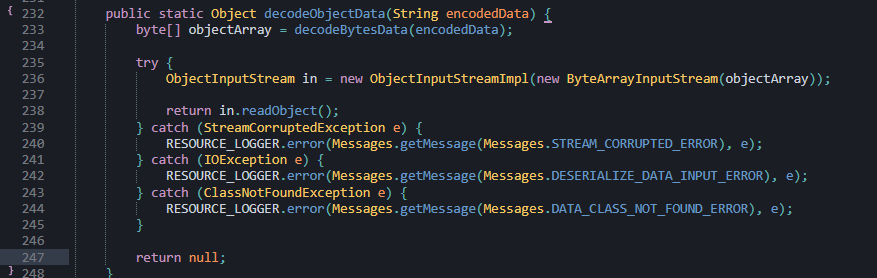 { 232 public static Object decodeObjectData(String encodedData) {
233 byte[] objectArray = decodeBytesData(encodedData);
234
235 try {
236 ObjectInputStream in = new ObjectInputStreamImpl(new ByteArrayInputStream(objectArray));
237
238 return in.readObject();
239 } catch (StreamCorruptedException e) {
240 RESOURCE_LOGGER.error(Messages.getMessage(Messages.STREAM_CORRUPTED_ERROR), e);
241 } catch (IOException e) {
242 RESOURCE_LOGGER.error(Messages.getMessage(Messages.DESERIALIZE_DATA_INPUT_ERROR), e);
243 } catch (ClassNotFoundException e) {
244 RESOURCE_LOGGER.error(Messages.getMessage(Messages.DATA_CLASS_NOT_FOUND_ERROR), e);
245 }
246
247 return null;
} 248 }